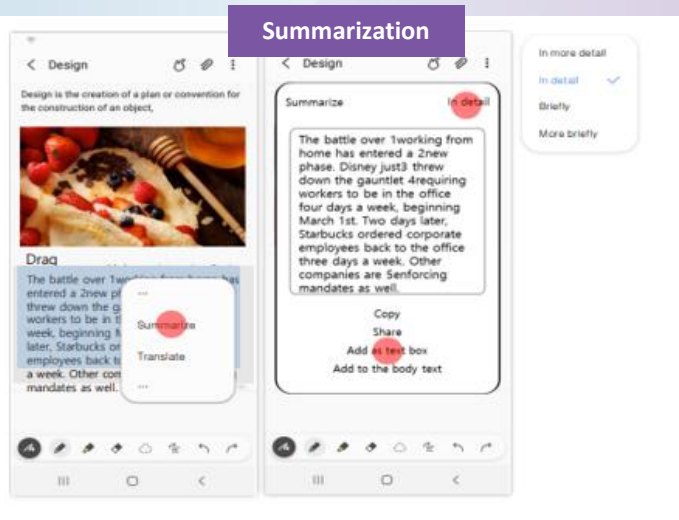 Summarization
Design
Design is the creation of a plan or convention for
the construction of an object,
Drag
The battle over 1working from home has
entered a 2new
threw down the
workers to be in
week, beginning
later, Starbucks
employees back to
a week. Other
mandates as well.
...
Summarize
Translate
...
Design
Summarize
In detail
The battle over 1working from
home has entered a 2new
phase. Disney just3 threw
down the gauntlet 4requiring
workers to be in the office
four days a week, beginning
March 1st. Two days later,
Starbucks ordered corporate
employees back to the office
three days a week. Other
companies are 5enforcing
mandates as well.
Copy
Share
Add as text box
Add to the body text
In more detail
In detail
Briefly
More briefly